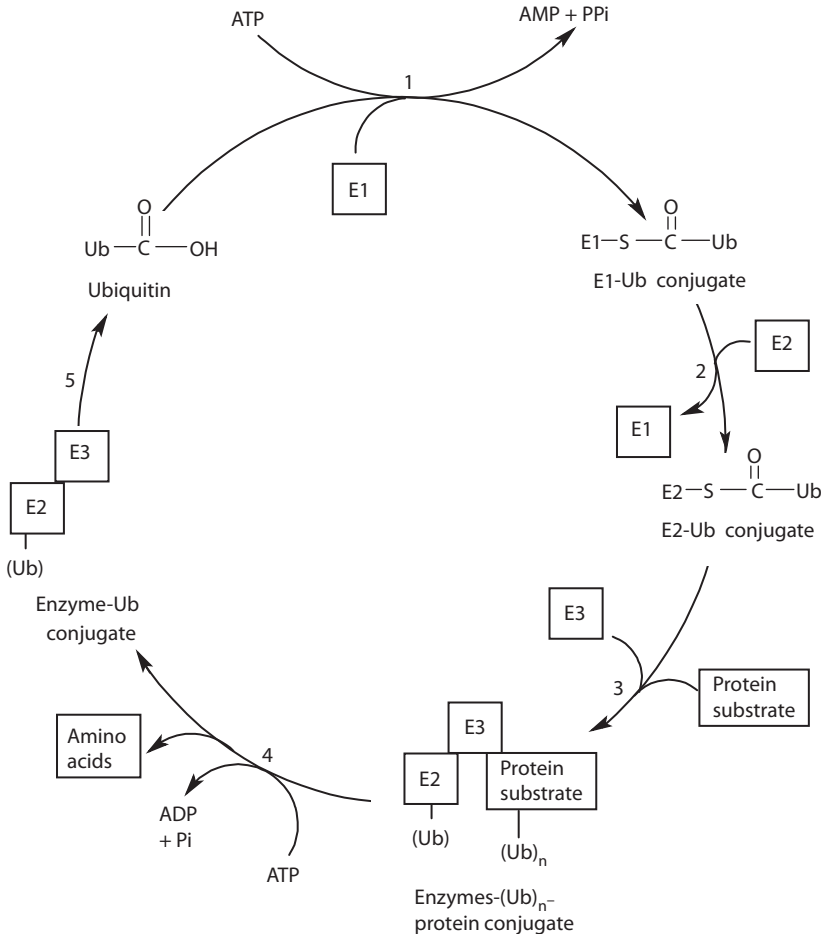 ATP
AMP + PPi
1
E1
O
Ub C OH
Ubiquitin
O
E1 S C Ub
E1-Ub conjugate
2
E2
E1
O
E2 S C Ub
E2-Ub conjugate
E3
3
Protein
substrate
E3
E2
Protein
substrate
(Ub)
(Ub)n
Enzymes-(Ub)n–
protein conjugate
4
ATP
ADP
+ Pi
Amino
acids
Enzyme-Ub
conjugate
5
E3
E2
(Ub)